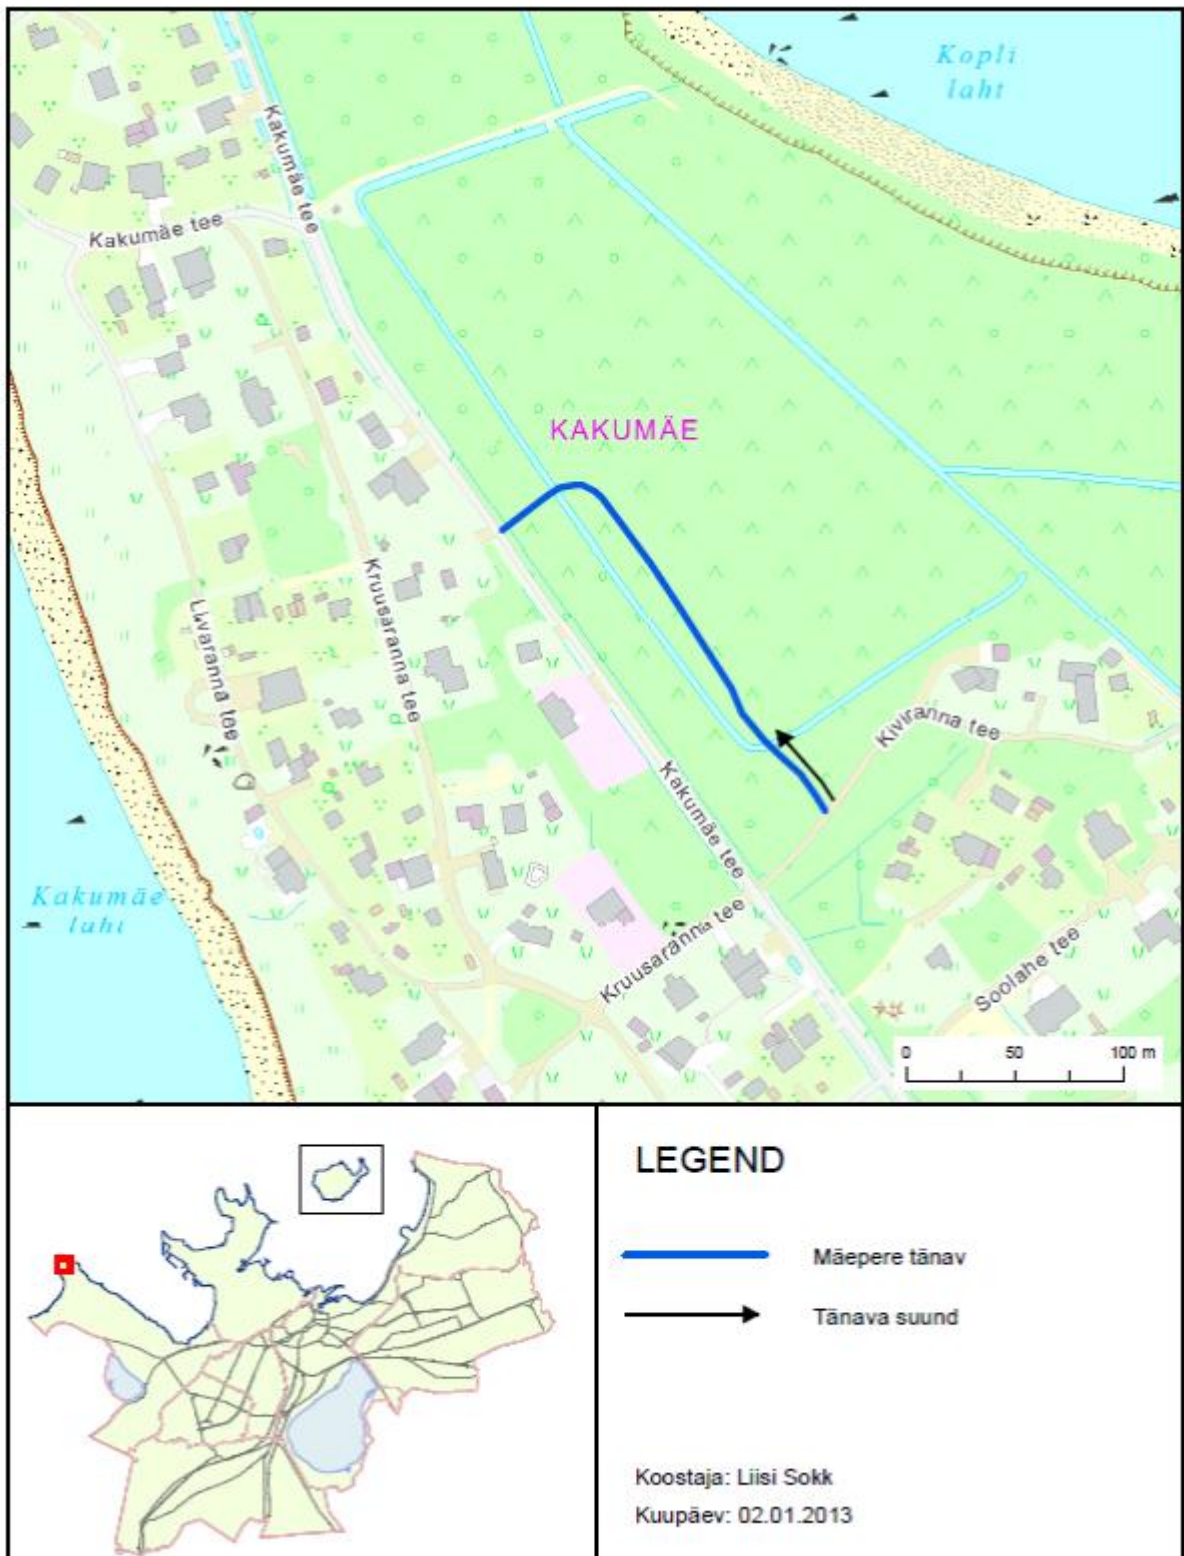 Kopli
laht
Kakumäe tee
Kakumäe tee
KAKUMÄE
Kruusaranna tee
Liivaranna tee
Kiviranna tee
Kakumäe tee
Kakumäe
laht
Kruusaranna tee
Soolahe tee
0 50 100 m
LEGEND
Mäepere tänav
Tänava suund
Koostaja: Liisi Sokk
Kuupäev: 02.01.2013